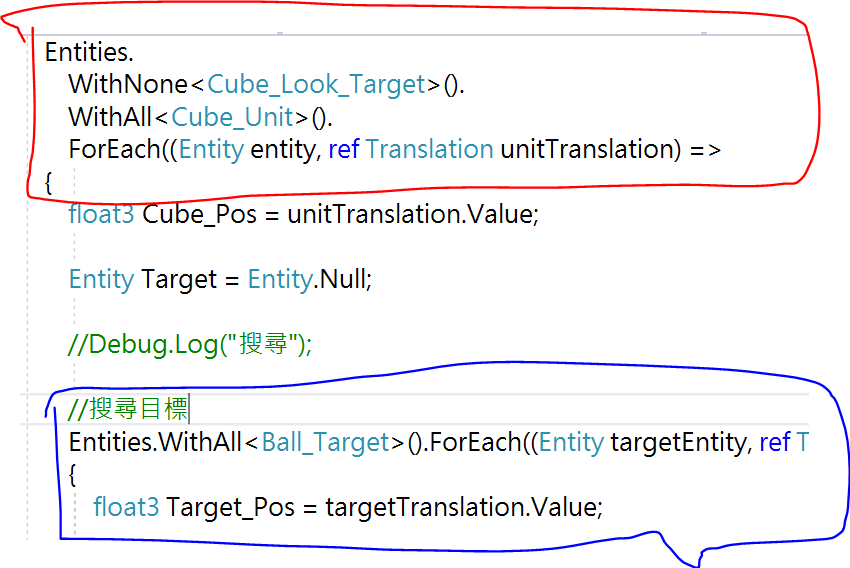 Entities.
WithNone<Cube_Look_Target>().
WithAll<Cube_Unit>().
ForEach((Entity entity, ref Translation unitTranslation) =>
{
float3 Cube_Pos = unitTranslation.Value;
Entity Target = Entity.Null;
//Debug.Log("搜尋");
//搜尋目標
Entities.WithAll<Ball_Target>().ForEach((Entity targetEntity, ref T
{
float3 Target_Pos = targetTranslation.Value;